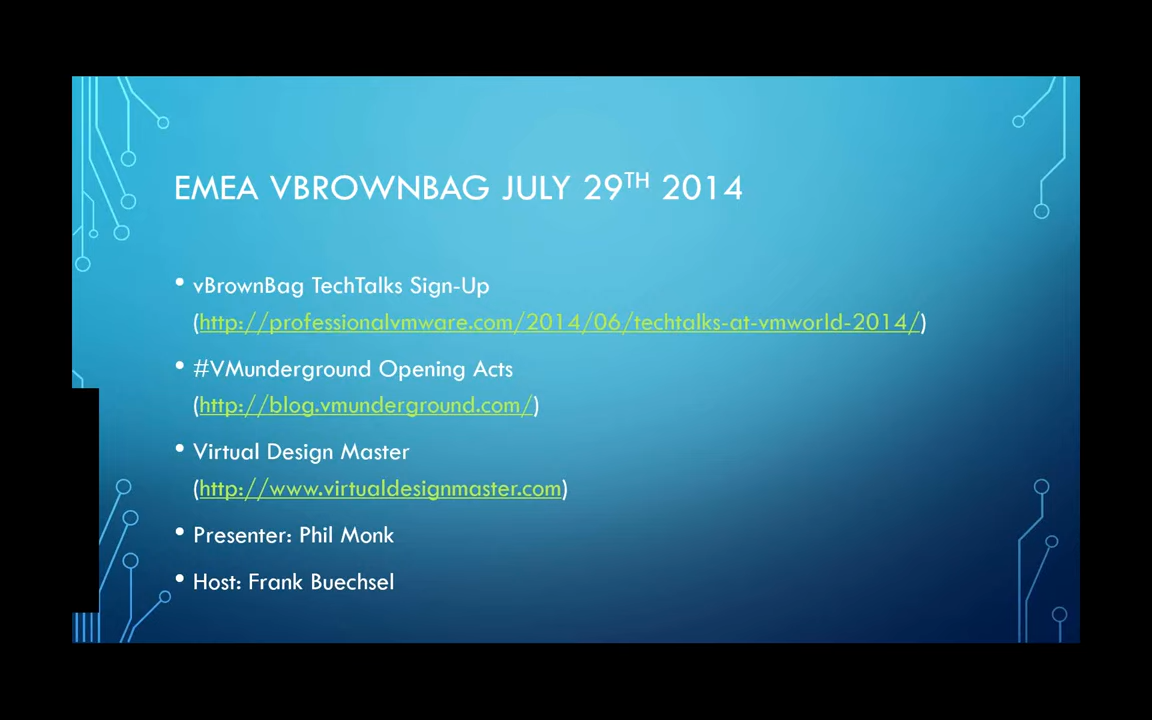 EMEA VBROWNBAG JULY 29TH 2014
• vBrownBag TechTalks Sign-Up
(http://professionalvmware.com/2014/06/techtalks-at-vmworld-2014/)
• #VMunderground Opening Acts
(http://blog.vmunderground.com/)
• Virtual Design Master
(http://www.virtualdesignmaster.com)
• Presenter: Phil Monk
• Host: Frank Buechsel